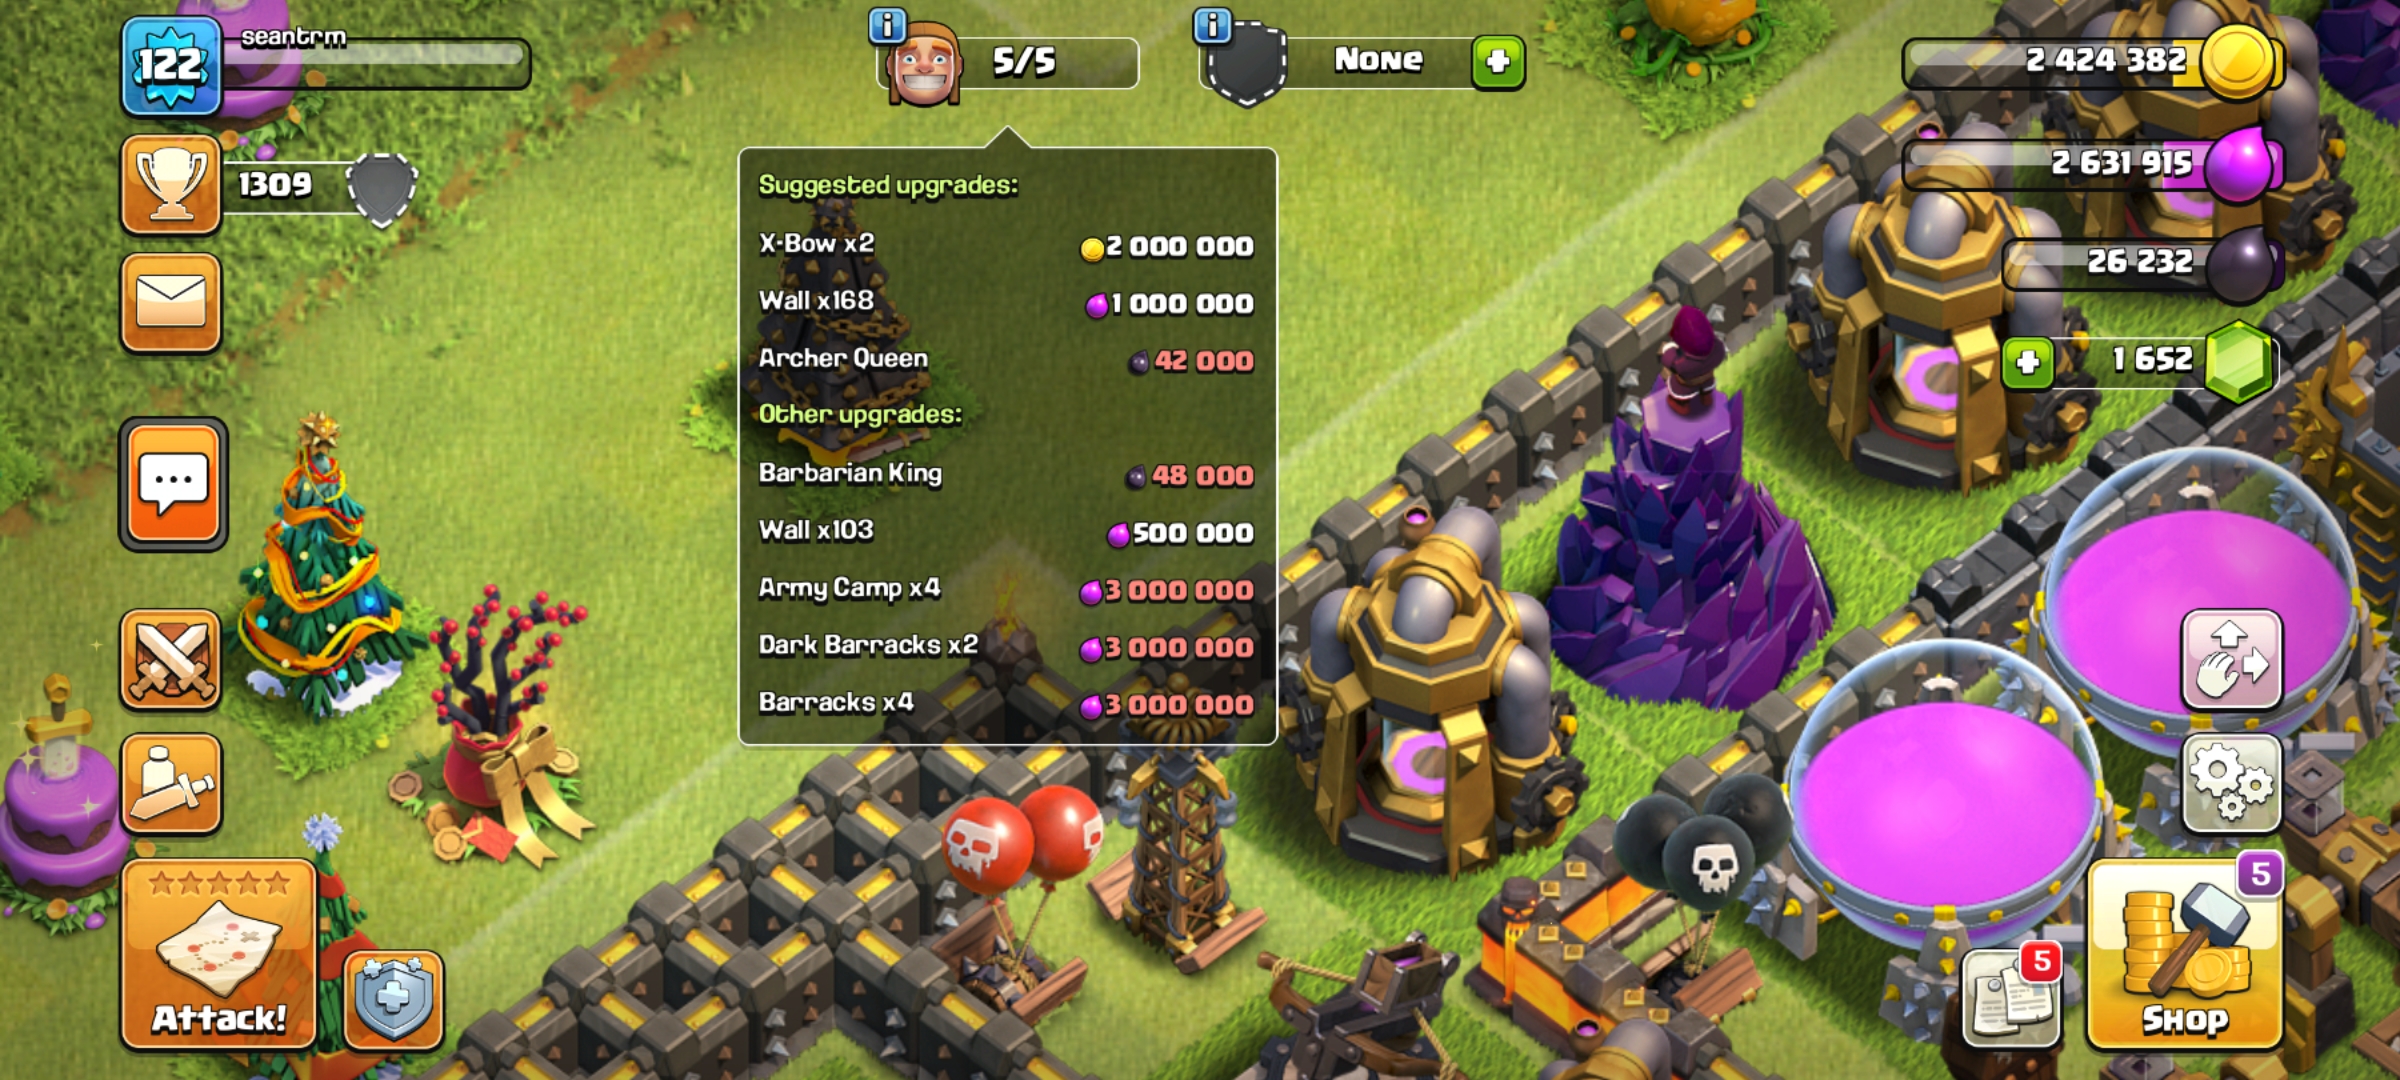 122
seantrm
5/5
None
2 424 382
1309
2 631 915
26 232
1 652
Suggested upgrades:
X-Bow x2 2 000 000
Wall x168 1 000 000
Archer Queen 42 000
Other upgrades:
Barbarian King 48 000
Wall x103 500 000
Army Camp x4 3 000 000
Dark Barracks x2 3 000 000
Barracks x4 3 000 000
Attack!
5
5
Shop